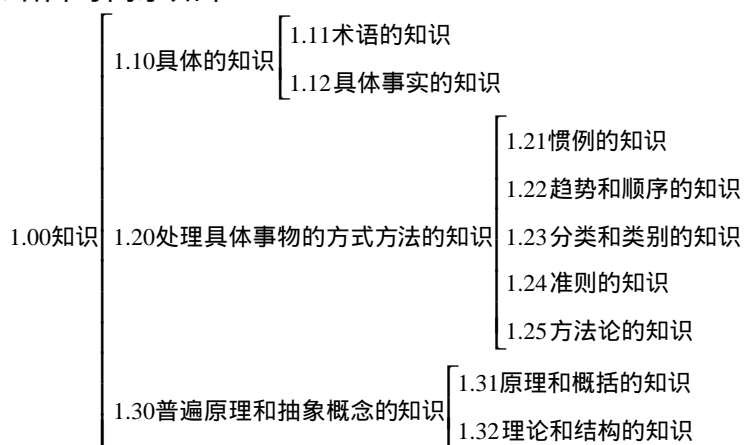 1.00知识
1.10具体的知识
1.11术语的知识
1.12具体事实的知识
1.20处理具体事物的方式方法的知识
1.21惯例的知识
1.22趋势和顺序的知识
1.23分类和类别的知识
1.24准则的知识
1.25方法论的知识
1.30普遍原理和抽象概念的知识
1.31原理和概括的知识
1.32理论和结构的知识